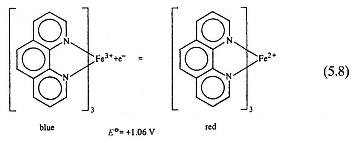 N N Fe³⁺+e⁻ = N N Fe²⁺ (5.8)
3 3
blue red
E°= +1.06 V